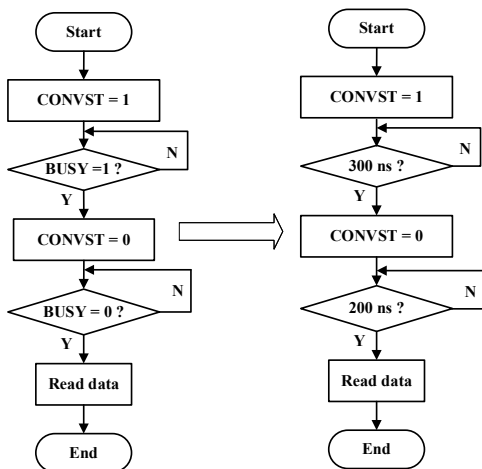 Start
CONVST = 1
N
BUSY =1 ?
Y
CONVST = 0
N
BUSY = 0 ?
Y
Read data
End
Start
CONVST = 1
N
300 ns ?
Y
CONVST = 0
N
200 ns ?
Y
Read data
End